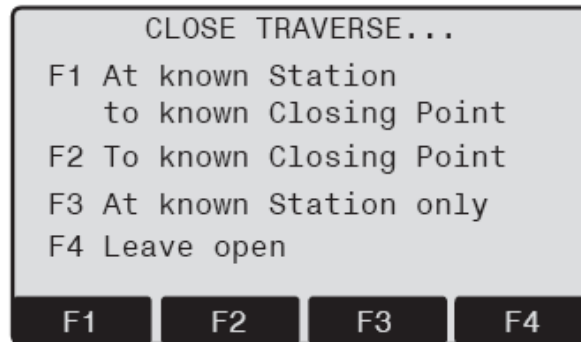 CLOSE TRAVERSE...
F1 At known Station
to known Closing Point
F2 To known Closing Point
F3 At known Station only
F4 Leave open
F1 F2 F3 F4